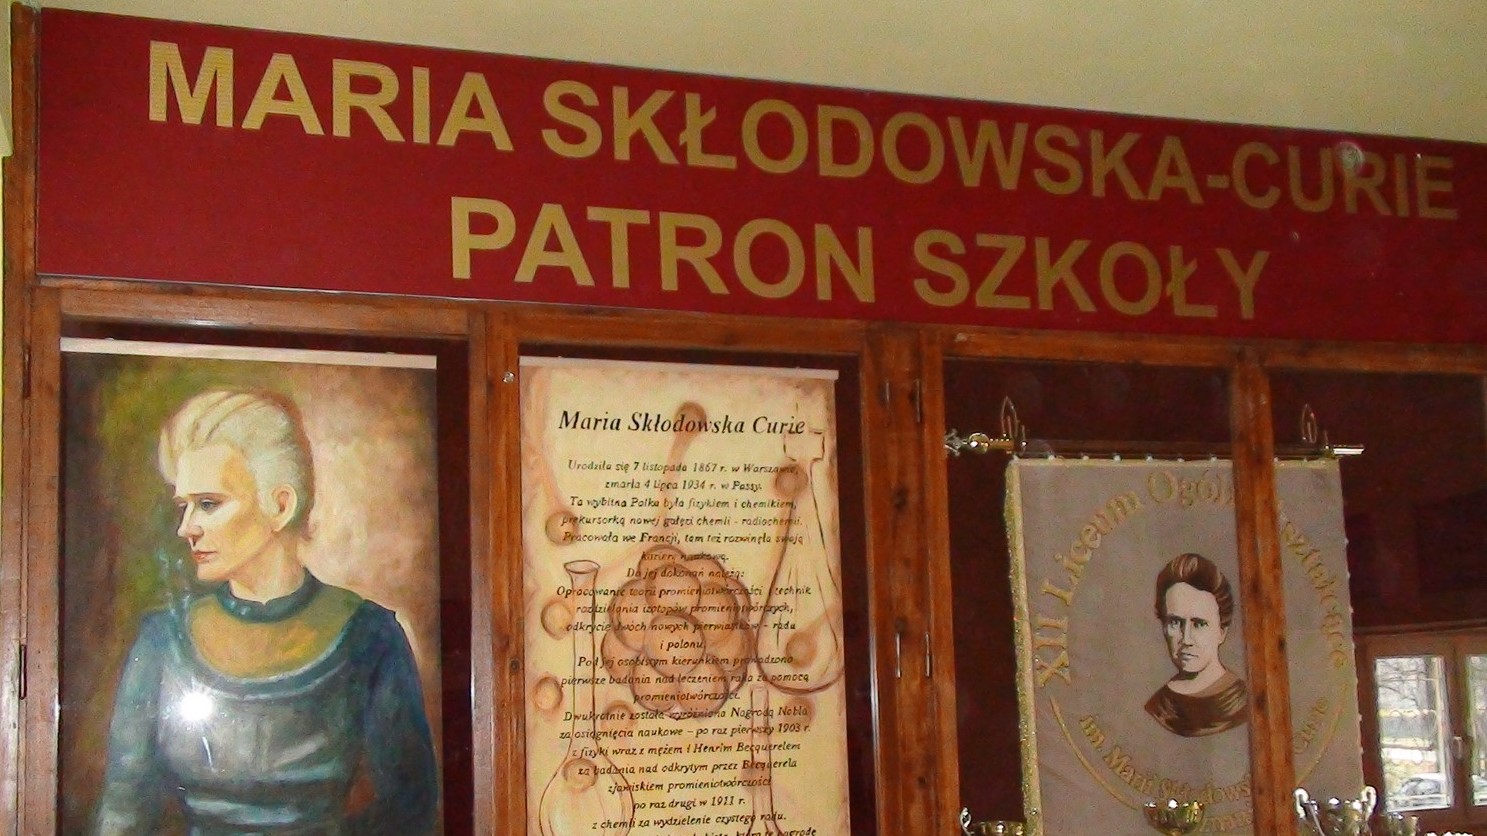 MARIA SKŁODOWSKA-CURIE
PATRON SZKOŁY
Maria Skłodowska Curie
Urodziła się 7 listopada 1867 r. w Warszawie,
zmarła 4 lipca 1934 r. w Passy.
Ta wybitna Polka była fizykiem i chemikiem,
prekursorką nowej gałęzi chemii - radiochemii.
Pracowała we Francji, tam też rozwinęła swoją
karierę naukową.
Do jej dokonań należą:
Opracowanie teorii promieniotwórczości i technik
rozdzielania izotopów promieniotwórczych,
odkrycie dwóch nowych pierwiastków - radu
i polonu.
Pod jej osobistym kierunkiem prowadzono
pierwsze badania nad leczeniem raka za pomocą
promieniotwórczości.
Dwukrotnie została wyróżniona Nagrodą Nobla
za osiągnięcia naukowe - po raz pierwszy 1903 r.
z fizyki wraz z mężem i Henrim Becquerelem
za badania nad odkrytym przez Becquerela
zjawiskiem promieniotwórczości
po raz drugi w 1911 r.
z chemii za wydzielenie czystego radu.
która tę nagrodę
XII Liceum
im. Marii
Curie